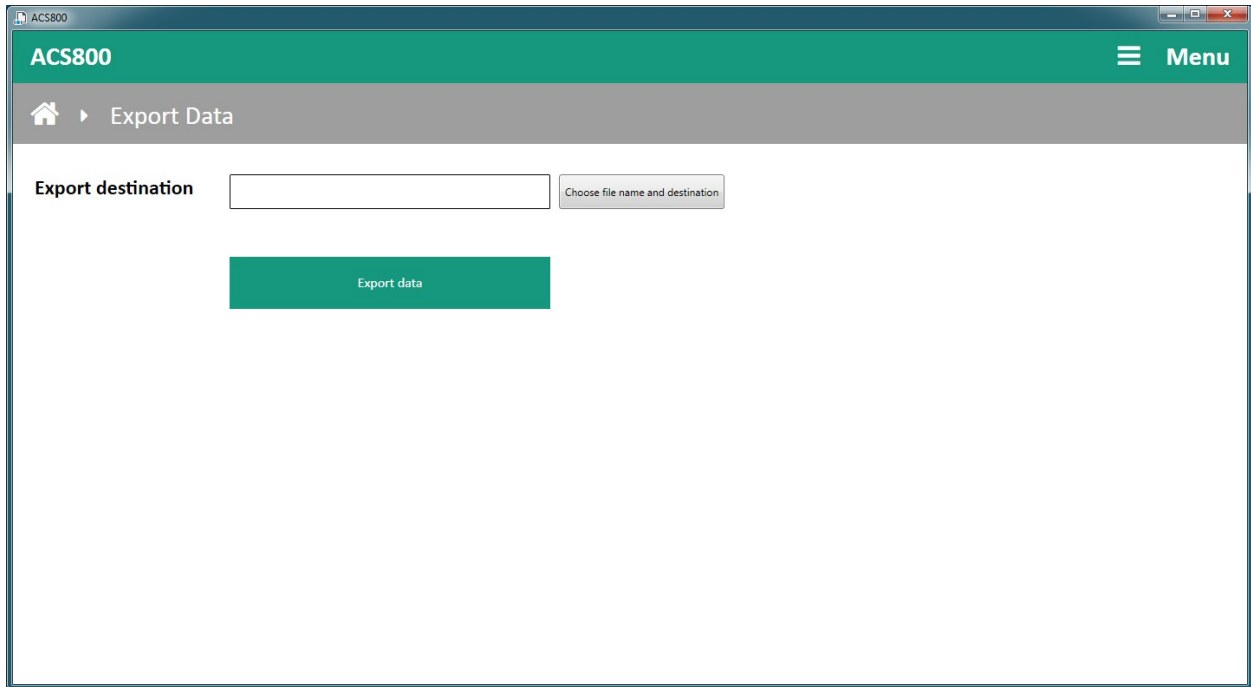 ACS800
ACS800
Menu
Export Data
Export destination
Choose file name and destination
Export data